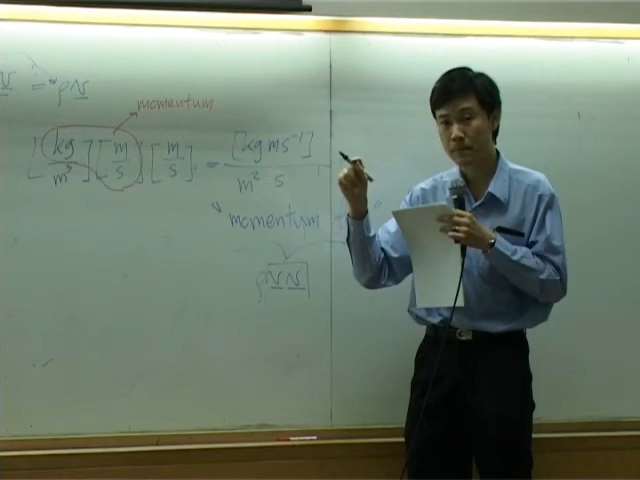 v = ρv
momentum
[kg/m³][m/s][m/s] = [kg m s⁻¹]/m² s
"momentum "
ρvv